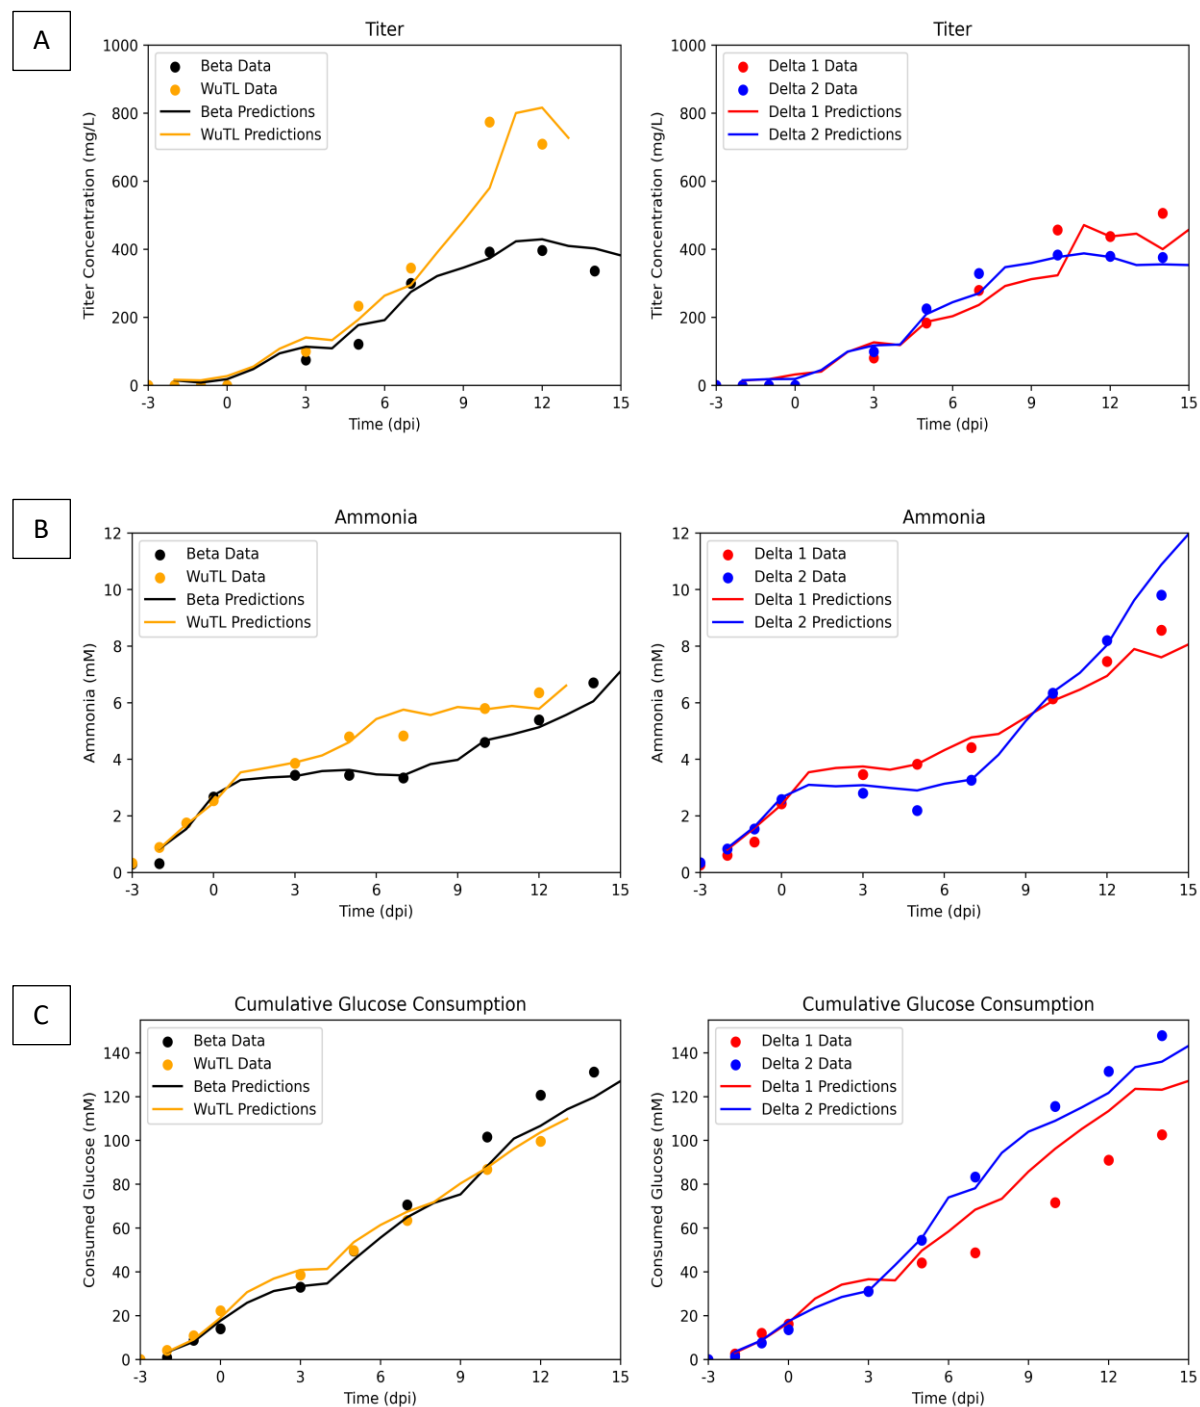 A
Titer
Titer Concentration (mg/L)
1000
800
600
400
200
0
Beta Data
WuTL Data
Beta Predictions
WuTL Predictions
-3 0 3 6 9 12 15
Time (dpi)
Titer
Titer Concentration (mg/L)
1000
800
600
400
200
0
Delta 1 Data
Delta 2 Data
Delta 1 Predictions
Delta 2 Predictions
-3 0 3 6 9 12 15
Time (dpi)
B
Ammonia
Ammonia (mM)
12
10
8
6
4
2
0
Beta Data
WuTL Data
Beta Predictions
WuTL Predictions
-3 0 3 6 9 12 15
Time (dpi)
Ammonia
Ammonia (mM)
12
10
8
6
4
2
0
Delta 1 Data
Delta 2 Data
Delta 1 Predictions
Delta 2 Predictions
-3 0 3 6 9 12 15
Time (dpi)
C
Cumulative Glucose Consumption
Consumed Glucose (mM)
140
120
100
80
60
40
20
0
Beta Data
WuTL Data
Beta Predictions
WuTL Predictions
-3 0 3 6 9 12 15
Time (dpi)
Cumulative Glucose Consumption
Consumed Glucose (mM)
140
120
100
80
60
40
20
0
Delta 1 Data
Delta 2 Data
Delta 1 Predictions
Delta 2 Predictions
-3 0 3 6 9 12 15
Time (dpi)